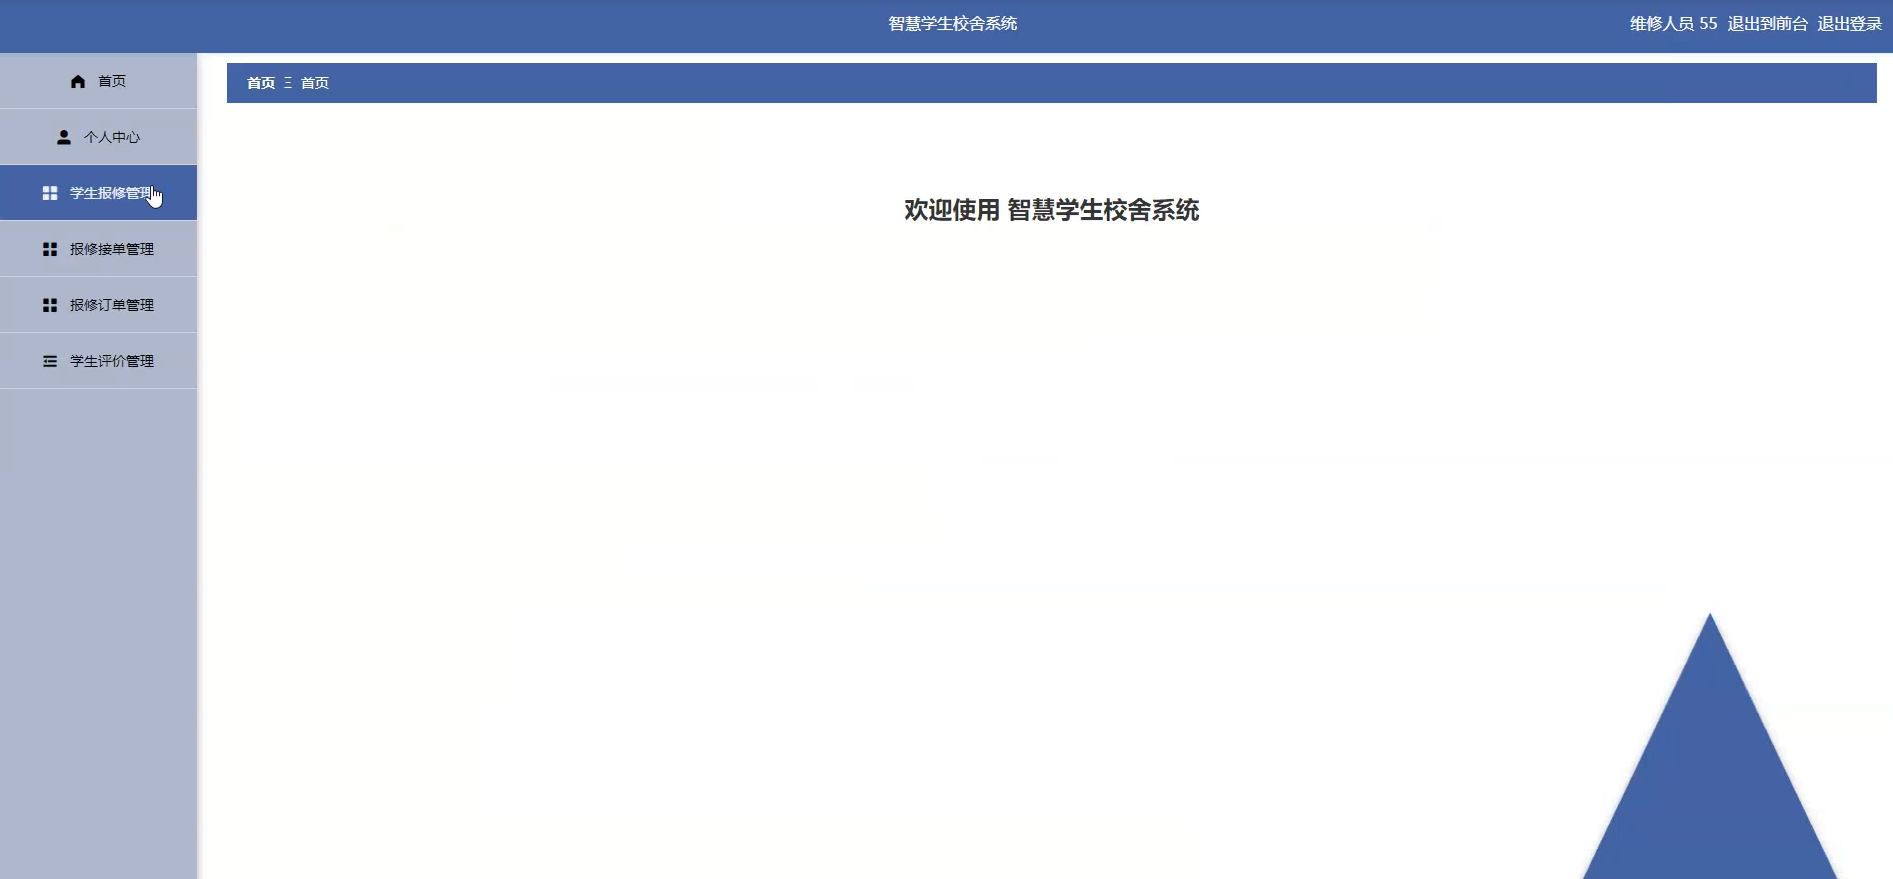 智慧学生校舍系统
维修人员 55 退出到前台 退出登录
首页
个人中心
学生报修管理
报修接单管理
报修订单管理
学生评价管理
首页 Ξ 首页
欢迎使用 智慧学生校舍系统